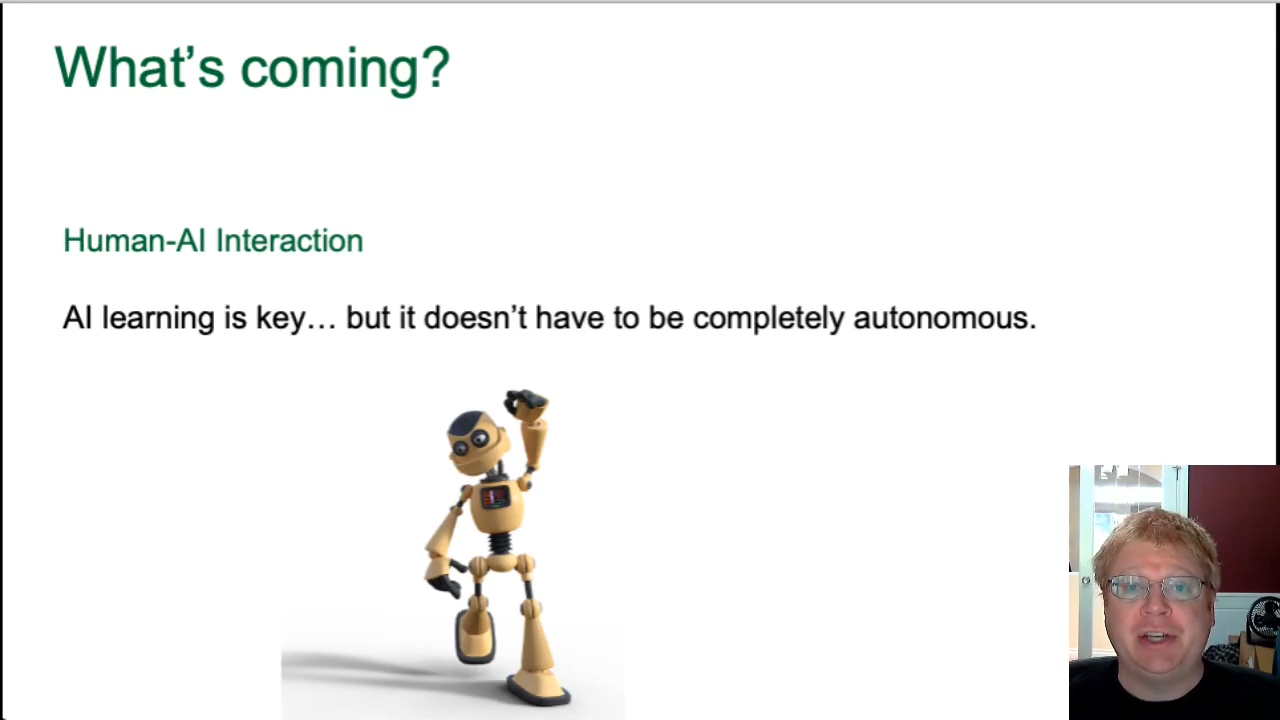 What’s coming?
Human-AI Interaction
AI learning is key… but it doesn’t have to be completely autonomous.